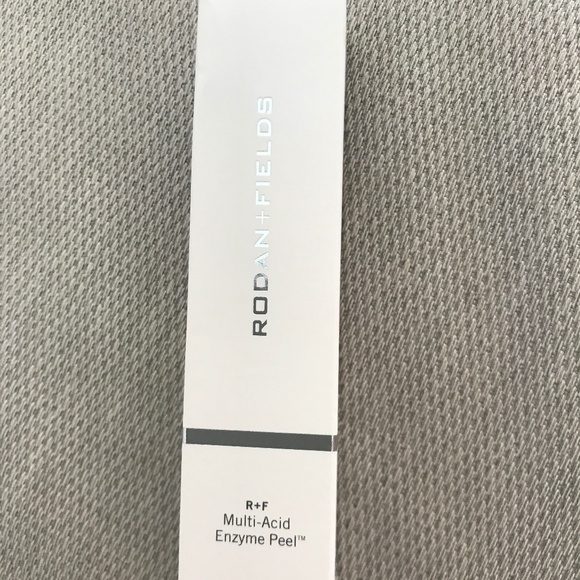 RODAN+FIELDS
R+F
Multi-Acid
Enzyme Peel™